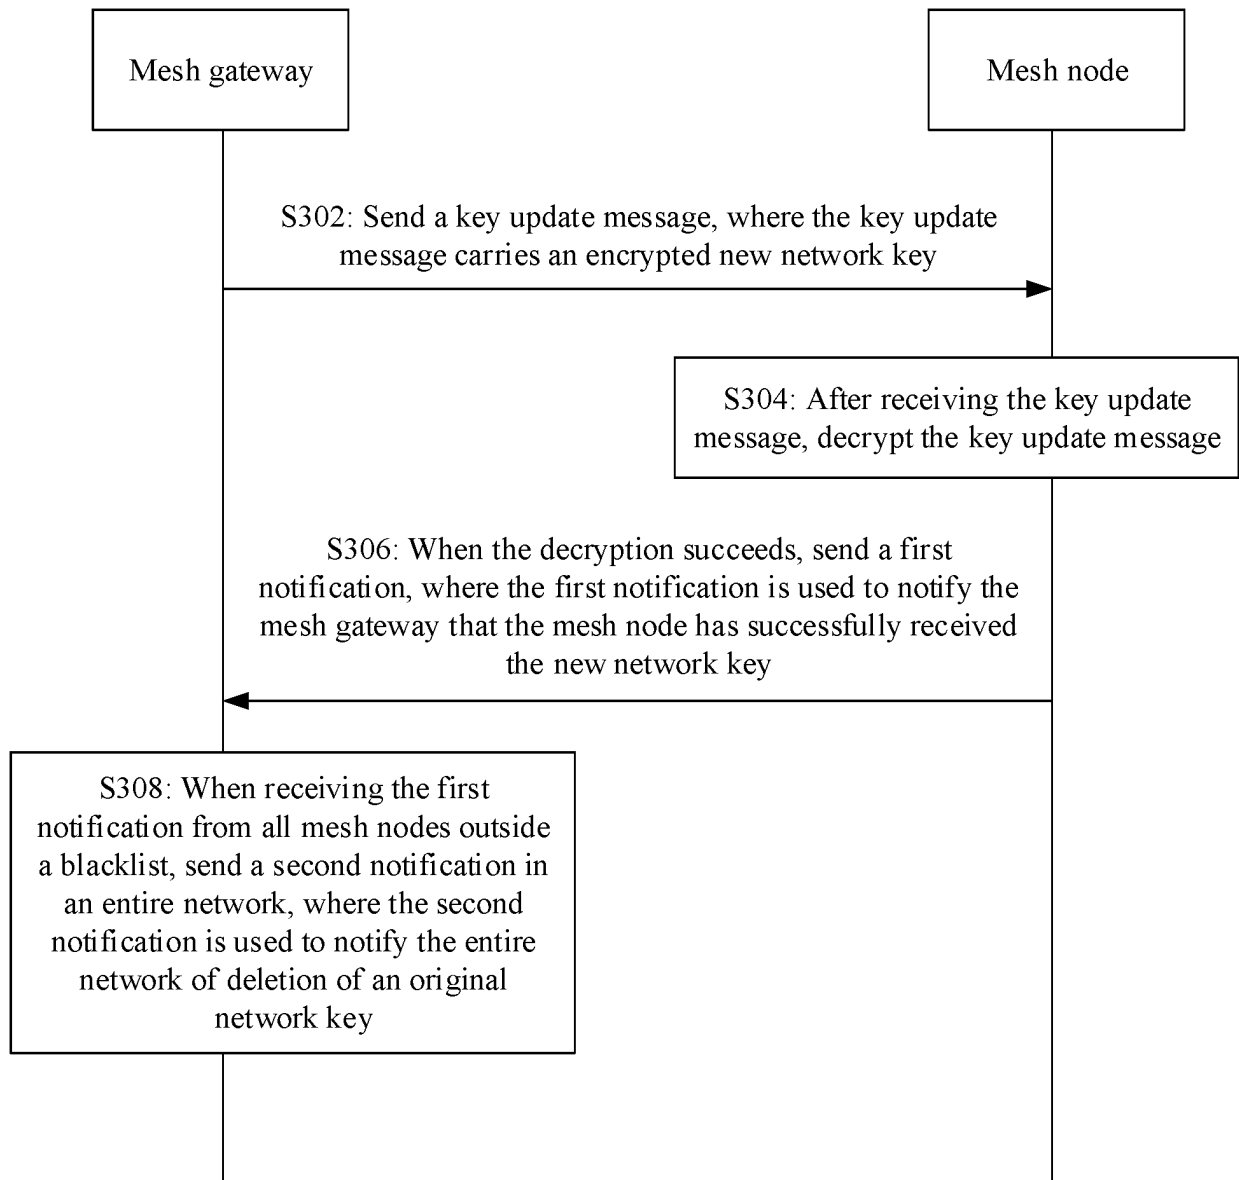 Mesh gateway
Mesh node
S302: Send a key update message, where the key update
message carries an encrypted new network key
S304: After receiving the key update
message, decrypt the key update message
S306: When the decryption succeeds, send a first
notification, where the first notification is used to notify the
mesh gateway that the mesh node has successfully received
the new network key
S308: When receiving the first
notification from all mesh nodes outside
a blacklist, send a second notification in
an entire network, where the second
notification is used to notify the entire
network of deletion of an original
network key